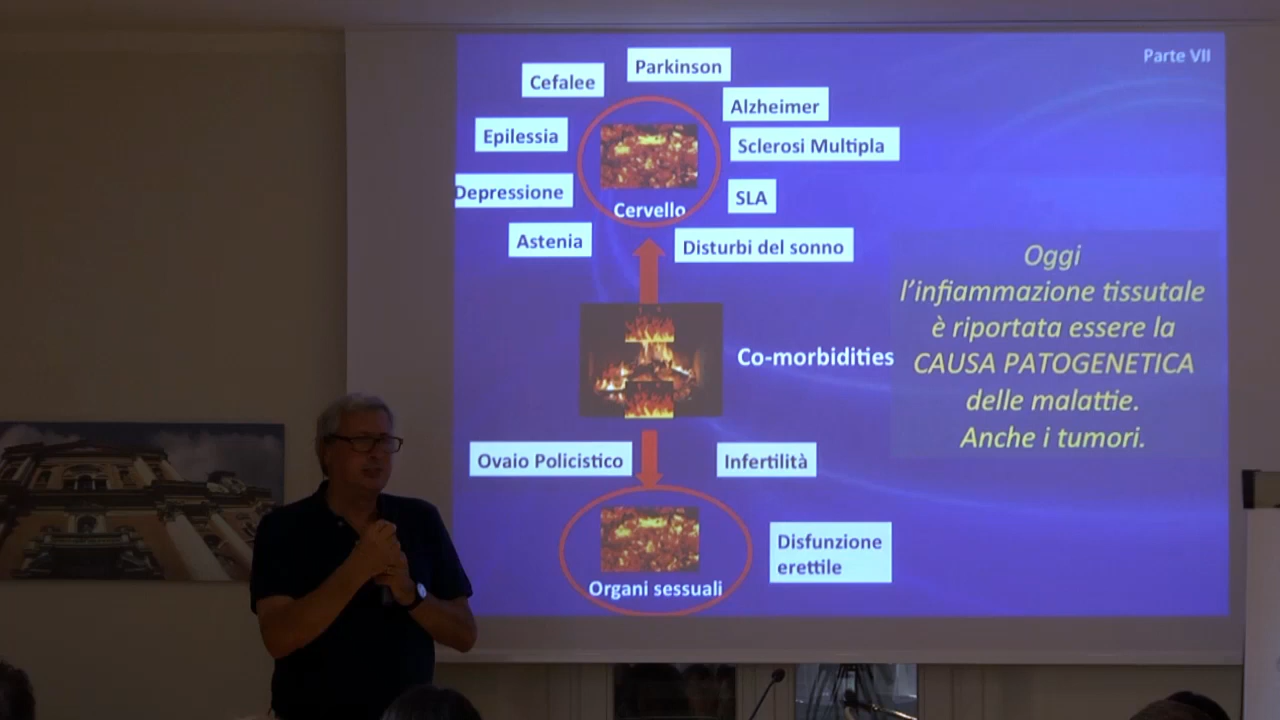 Parte VII
Parkinson
Cefalee
Alzheimer
Epilessia
Sclerosi Multipla
Depressione
SLA
Cervello
Astenia
Disturbi del sonno
Oggi
l’infiammazione tissutale
è riportata essere la
CAUSA PATOGENETICA
delle malattie.
Anche i tumori.
Co-morbidities
Ovaio Policistico
Infertilità
Disfunzione
erettile
Organi sessuali